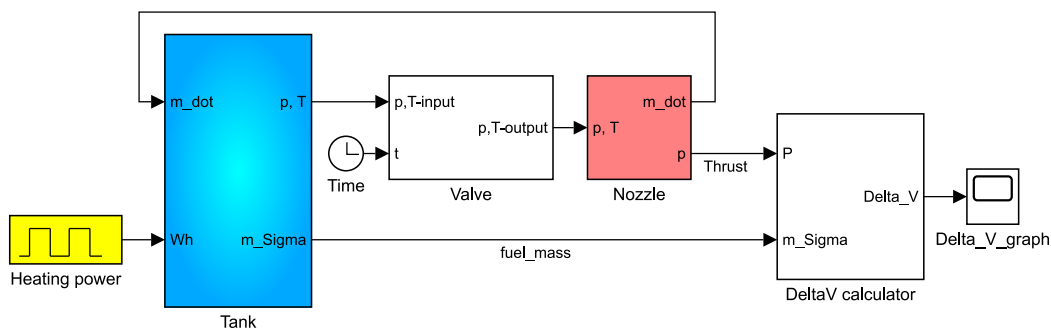 m_dot
p, T
Wh
m_Sigma
Tank
Heating power
Time
p,T-input
p,T-output
t
Valve
p, T
m_dot
p
Nozzle
Thrust
fuel_mass
P
Delta_V
m_Sigma
DeltaV calculator
Delta_V_graph